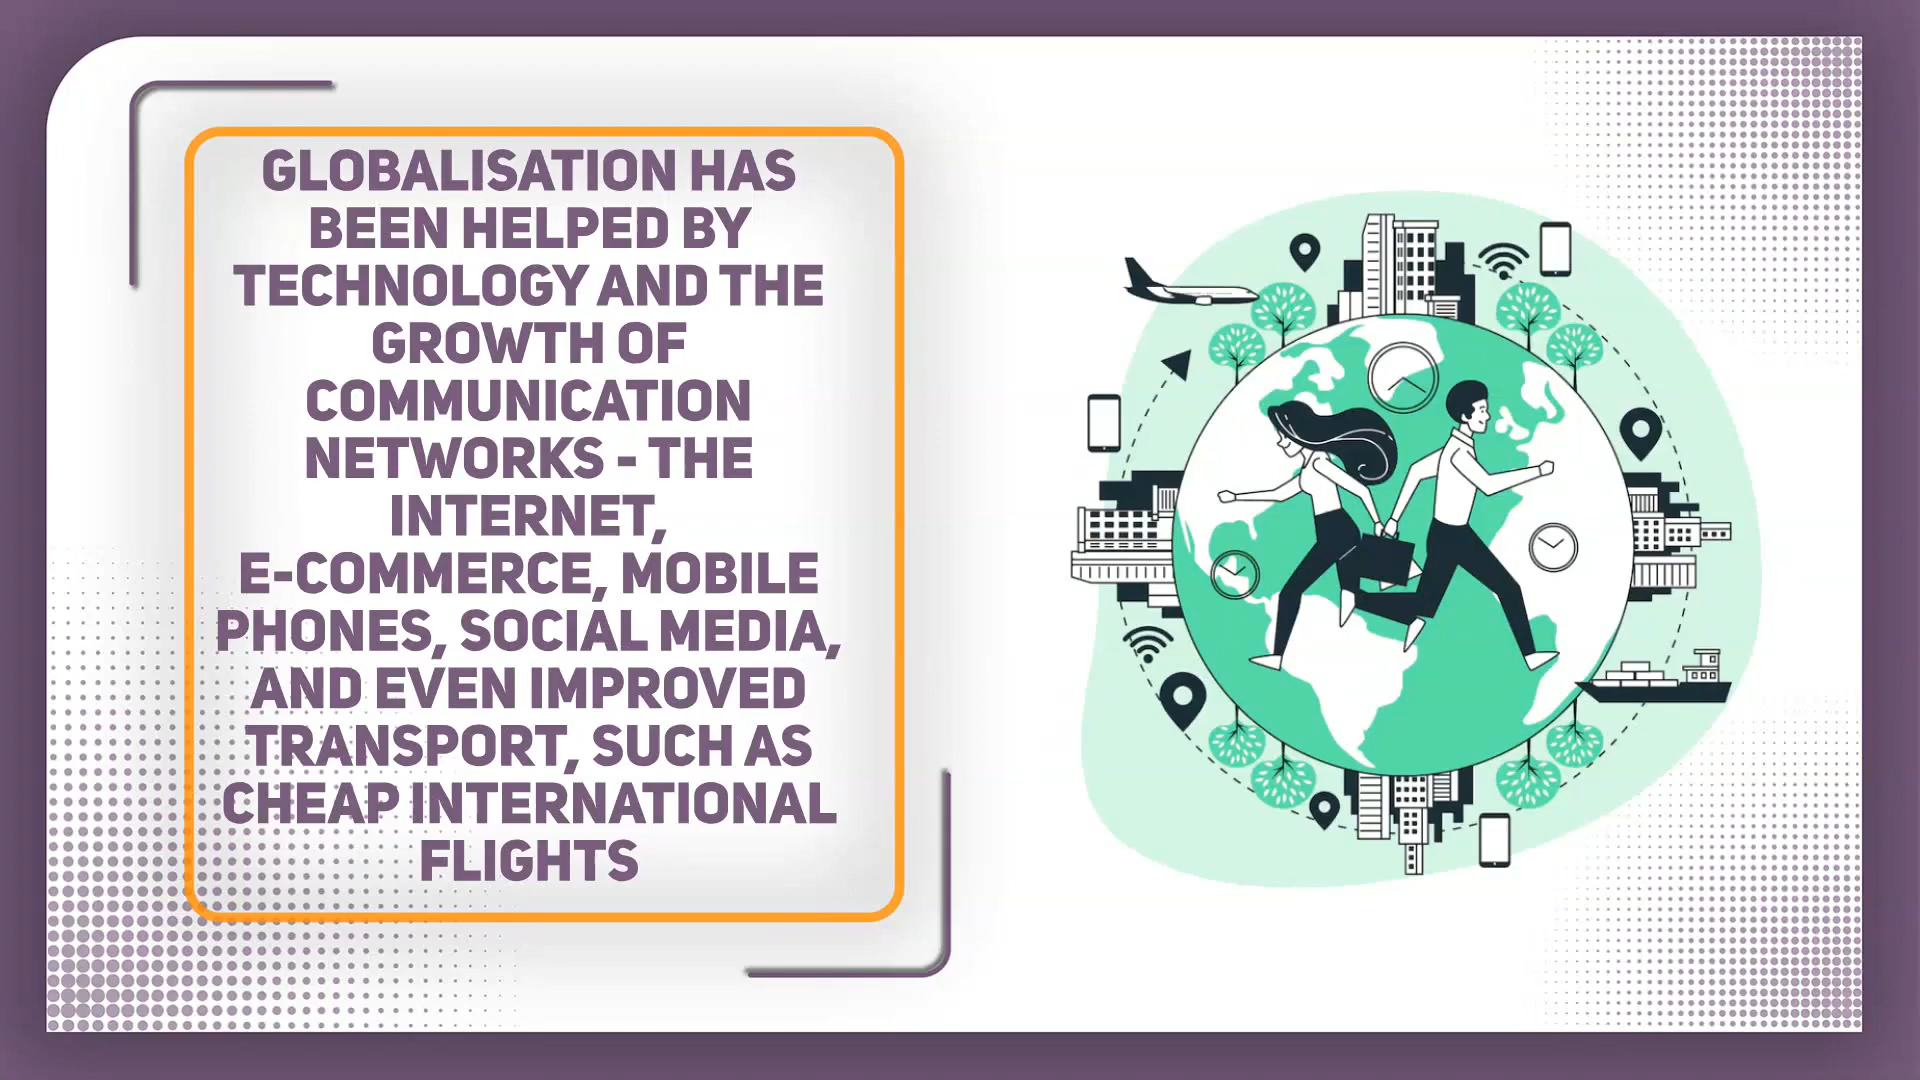 GLOBALISATION HAS
BEEN HELPED BY
TECHNOLOGY AND THE
GROWTH OF
COMMUNICATION
NETWORKS - THE
INTERNET,
E-COMMERCE, MOBILE
PHONES, SOCIAL MEDIA,
AND EVEN IMPROVED
TRANSPORT, SUCH AS
CHEAP INTERNATIONAL
FLIGHTS